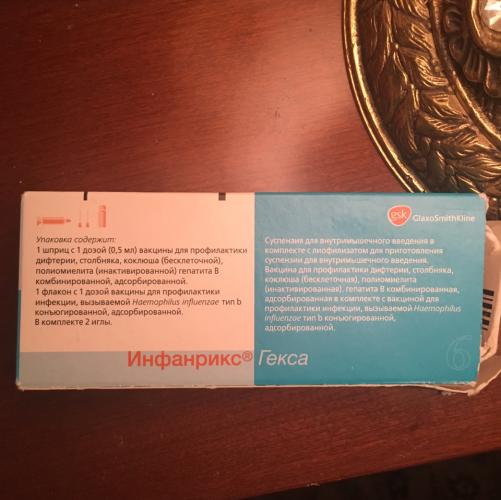 Упаковка содержит:
1 шприц с 1 дозой (0,5 мл) вакцины для профилактики
дифтерии, столбняка, коклюша (бесклеточной),
полиомиелита (инактивированной) гепатита В
комбинированной, адсорбированной.
1 флакон с 1 дозой вакцины для профилактики
инфекции, вызываемой Haemophilus influenzae тип b
конъюгированной, адсорбированной.
В комплекте 2 иглы.
gsk GlaxoSmithKline
Суспензия для внутримышечного введения в
комплекте с лиофилизатом для приготовления
суспензии для внутримышечного введения.
Вакцина для профилактики дифтерии, столбняка,
коклюша (бесклеточная), полиомиелита
(инактивированная), гепатита В комбинированная,
адсорбированная в комплекте с вакциной для
профилактики инфекции, вызываемой Haemophilus
influenzae тип b конъюгированной,
адсорбированной.
Инфанрикс® Гекса
6